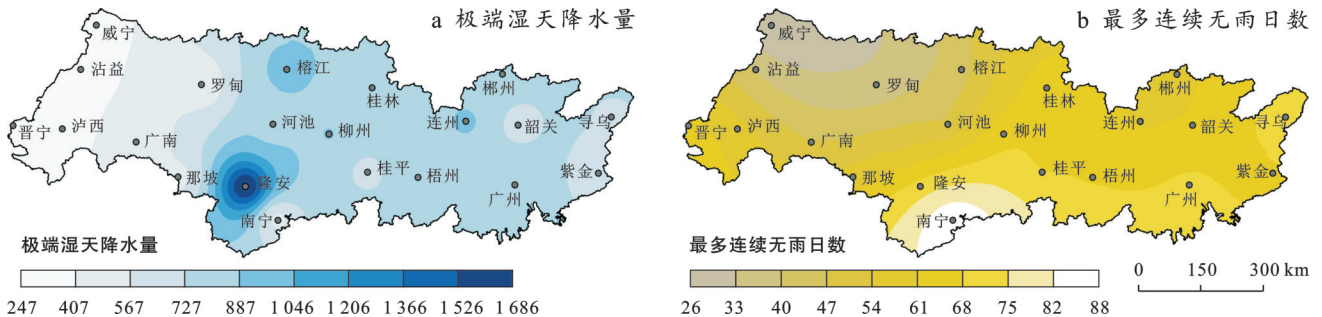 a 极端湿天降水量
威宁
沾益
罗甸
榕江
桂林
郴州
晋宁
泸西
广南
河池
柳州
连州
韶关
寻乌
那坡
隆安
桂平
梧州
紫金
广州
南宁
极端湿天降水量
247 407 567 727 887 1 046 1 206 1 366 1 526 1 686
b 最多连续无雨日数
威宁
沾益
罗甸
榕江
桂林
郴州
晋宁
泸西
广南
河池
柳州
连州
韶关
寻乌
那坡
隆安
桂平
梧州
紫金
广州
南宁
最多连续无雨日数
26 33 40 47 54 61 68 75 82 88
0 150 300 km